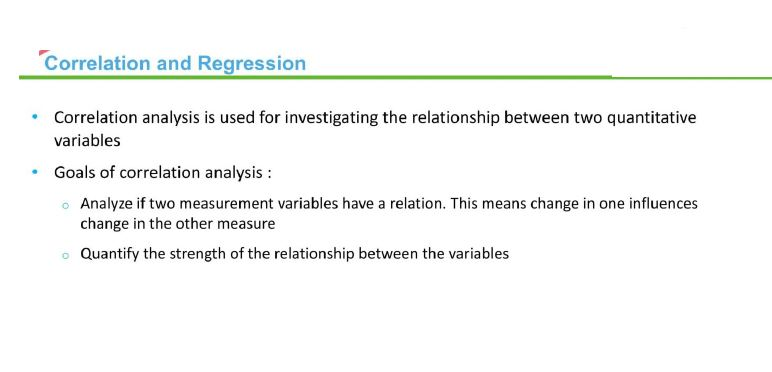 Correlation and Regression
• Correlation analysis is used for investigating the relationship between two quantitative
variables
• Goals of correlation analysis :
o Analyze if two measurement variables have a relation. This means change in one influences
change in the other measure
o Quantify the strength of the relationship between the variables